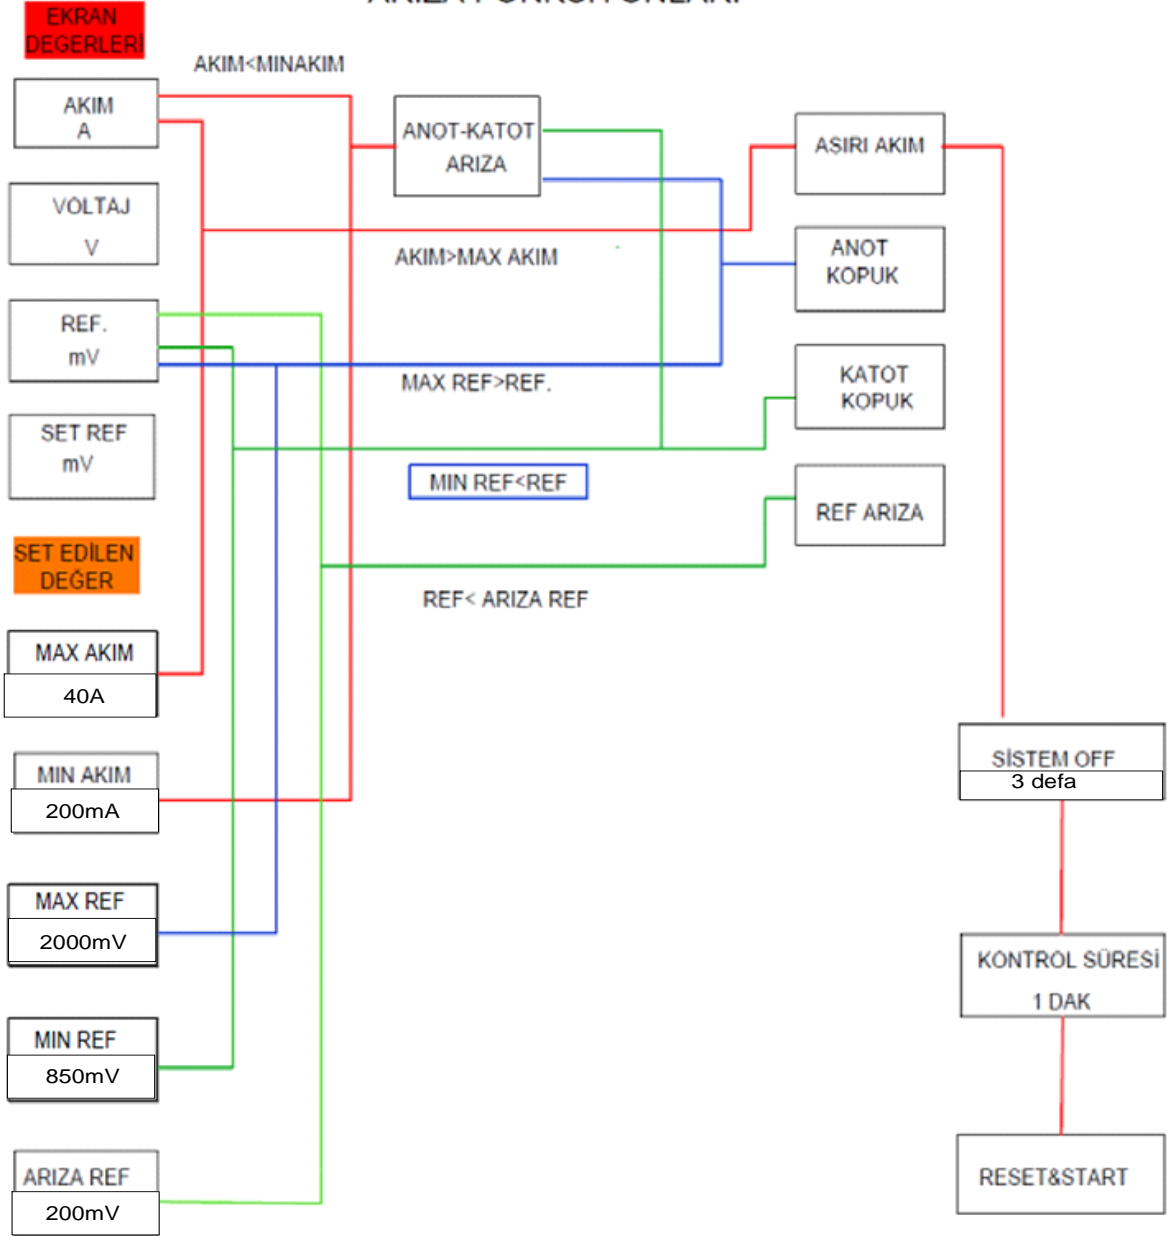 EKRAN
DEGERLERİ
AKIM<MINAKIM
AKIM
A
ANOT-KATOT
ARIZA
ASIRI AKIM
VOLTAJ
V
AKIM>MAX AKIM
ANOT
KOPUK
REF.
mV
MAX REF>REF.
KATOT
KOPUK
SET REF
mV
MIN REF<REF
REF ARIZA
SET EDİLEN
DEĞER
REF< ARIZA REF
MAX AKIM
40A
MIN AKIM
200mA
SİSTEM OFF
3 defa
MAX REF
2000mV
KONTROL SÜRESİ
1 DAK
MIN REF
850mV
ARIZA REF
200mV
RESET&START